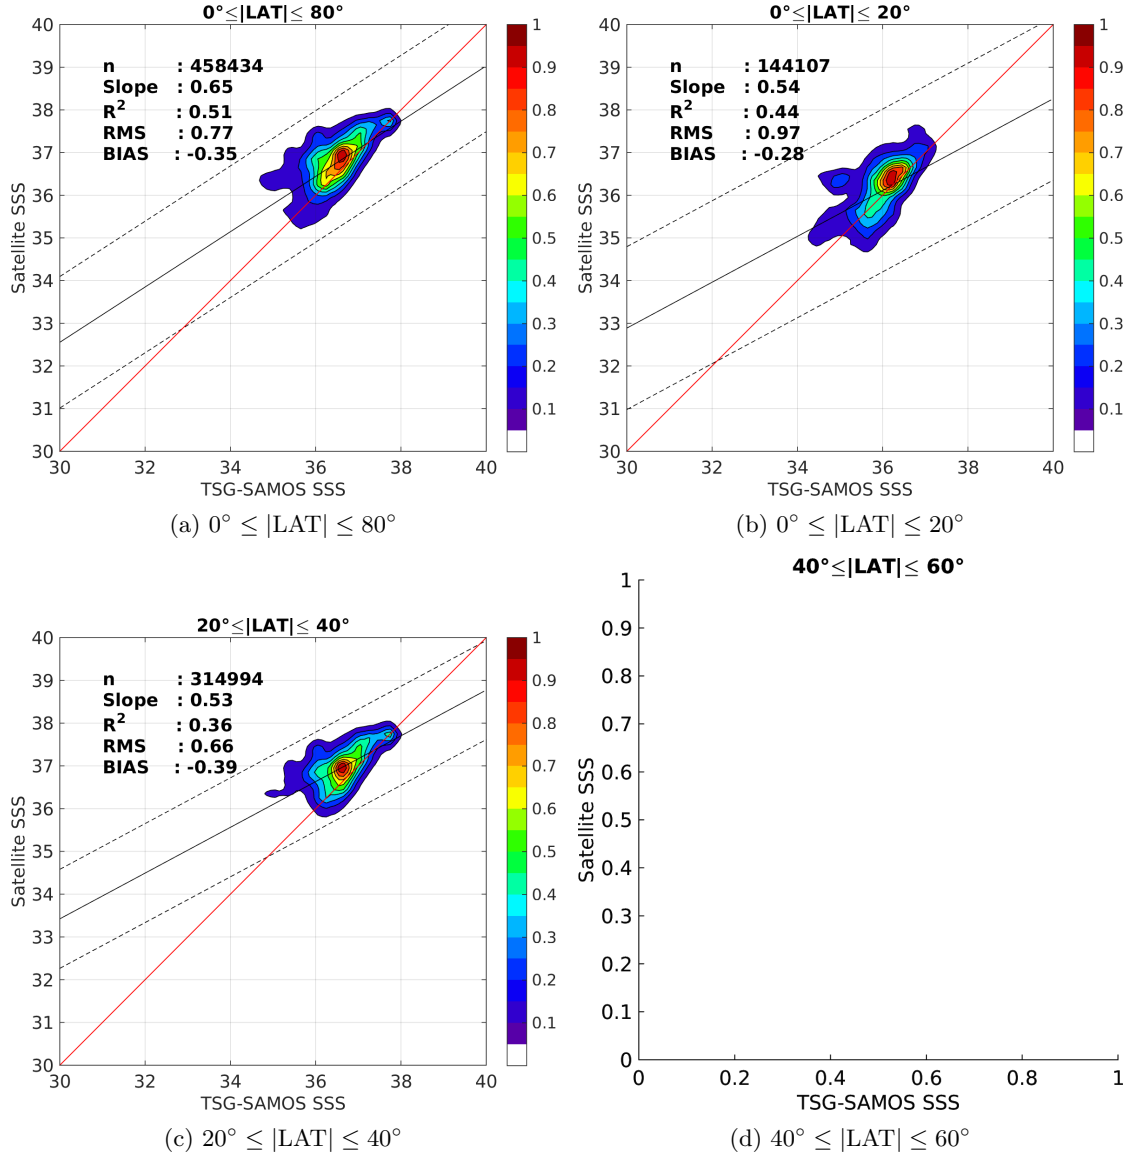 0°≤|LAT|≤ 80°
40
39
38
37
36
35
34
33
32
31
30
n : 458434
Slope : 0.65
R² : 0.51
RMS : 0.77
BIAS : -0.35
Satellite SSS
30 32 34 36 38 40
TSG-SAMOS SSS
1
0.9
0.8
0.7
0.6
0.5
0.4
0.3
0.2
0.1
(a) 0° ≤ |LAT| ≤ 80°
0°≤|LAT|≤ 20°
40
39
38
37
36
35
34
33
32
31
30
n : 144107
Slope : 0.54
R² : 0.44
RMS : 0.97
BIAS : -0.28
Satellite SSS
30 32 34 36 38 40
TSG-SAMOS SSS
1
0.9
0.8
0.7
0.6
0.5
0.4
0.3
0.2
0.1
(b) 0° ≤ |LAT| ≤ 20°
20°≤|LAT|≤ 40°
40
39
38
37
36
35
34
33
32
31
30
n : 314994
Slope : 0.53
R² : 0.36
RMS : 0.66
BIAS : -0.39
Satellite SSS
30 32 34 36 38 40
TSG-SAMOS SSS
1
0.9
0.8
0.7
0.6
0.5
0.4
0.3
0.2
0.1
(c) 20° ≤ |LAT| ≤ 40°
40°≤|LAT|≤ 60°
1
0.9
0.8
0.7
0.6
0.5
0.4
0.3
0.2
0.1
0
Satellite SSS
0 0.2 0.4 0.6 0.8 1
TSG-SAMOS SSS
(d) 40° ≤ |LAT| ≤ 60°